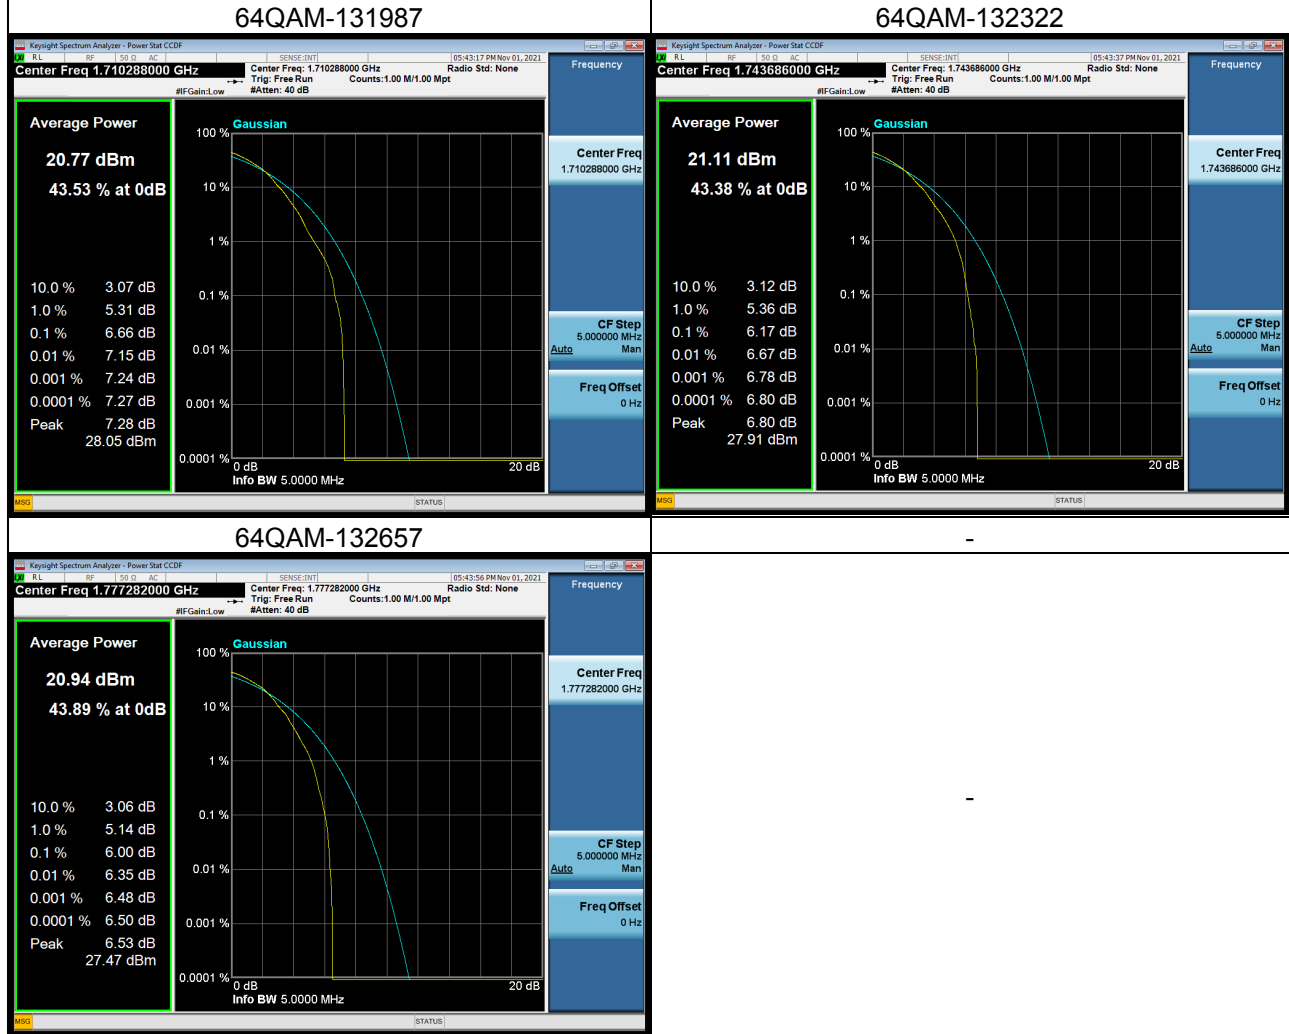 64QAM-131987
64QAM-132322
Keysight Spectrum Analyzer - Power Stat CCDF
RL RF 50 Ω AC SENSE:INT 05:43:17 PM Nov 01, 2021
Center Freq 1.710288000 GHz
Center Freq: 1.710288000 GHz Radio Std: None
Trig: Free Run Counts:1.00 M/1.00 Mpt
#IFGain:Low #Atten: 40 dB
Average Power
20.77 dBm
43.53 % at 0dB
10.0 % 3.07 dB
1.0 % 5.31 dB
0.1 % 6.66 dB
0.01 % 7.15 dB
0.001 % 7.24 dB
0.0001 % 7.27 dB
Peak 7.28 dB
28.05 dBm
Gaussian
100 %
10 %
1 %
0.1 %
0.01 %
0.001 %
0.0001 %
0 dB 20 dB
Info BW 5.0000 MHz
Frequency
Center Freq
1.710288000 GHz
CF Step
5.000000 MHz
Auto Man
Freq Offset
0 Hz
MSG STATUS
Keysight Spectrum Analyzer - Power Stat CCDF
RL RF 50 Ω AC SENSE:INT 05:43:37 PM Nov 01, 2021
Center Freq 1.743686000 GHz
Center Freq: 1.743686000 GHz Radio Std: None
Trig: Free Run Counts:1.00 M/1.00 Mpt
#IFGain:Low #Atten: 40 dB
Average Power
21.11 dBm
43.38 % at 0dB
10.0 % 3.12 dB
1.0 % 5.36 dB
0.1 % 6.17 dB
0.01 % 6.67 dB
0.001 % 6.78 dB
0.0001 % 6.80 dB
Peak 6.80 dB
27.91 dBm
Gaussian
100 %
10 %
1 %
0.1 %
0.01 %
0.001 %
0.0001 %
0 dB 20 dB
Info BW 5.0000 MHz
Frequency
Center Freq
1.743686000 GHz
CF Step
5.000000 MHz
Auto Man
Freq Offset
0 Hz
MSG STATUS
64QAM-132657
-
Keysight Spectrum Analyzer - Power Stat CCDF
RL RF 50 Ω AC SENSE:INT 05:43:56 PM Nov 01, 2021
Center Freq 1.777282000 GHz
Center Freq: 1.777282000 GHz Radio Std: None
Trig: Free Run Counts:1.00 M/1.00 Mpt
#IFGain:Low #Atten: 40 dB
Average Power
20.94 dBm
43.89 % at 0dB
10.0 % 3.06 dB
1.0 % 5.14 dB
0.1 % 6.00 dB
0.01 % 6.35 dB
0.001 % 6.48 dB
0.0001 % 6.50 dB
Peak 6.53 dB
27.47 dBm
Gaussian
100 %
10 %
1 %
0.1 %
0.01 %
0.001 %
0.0001 %
0 dB 20 dB
Info BW 5.0000 MHz
Frequency
Center Freq
1.777282000 GHz
CF Step
5.000000 MHz
Auto Man
Freq Offset
0 Hz
MSG STATUS
-